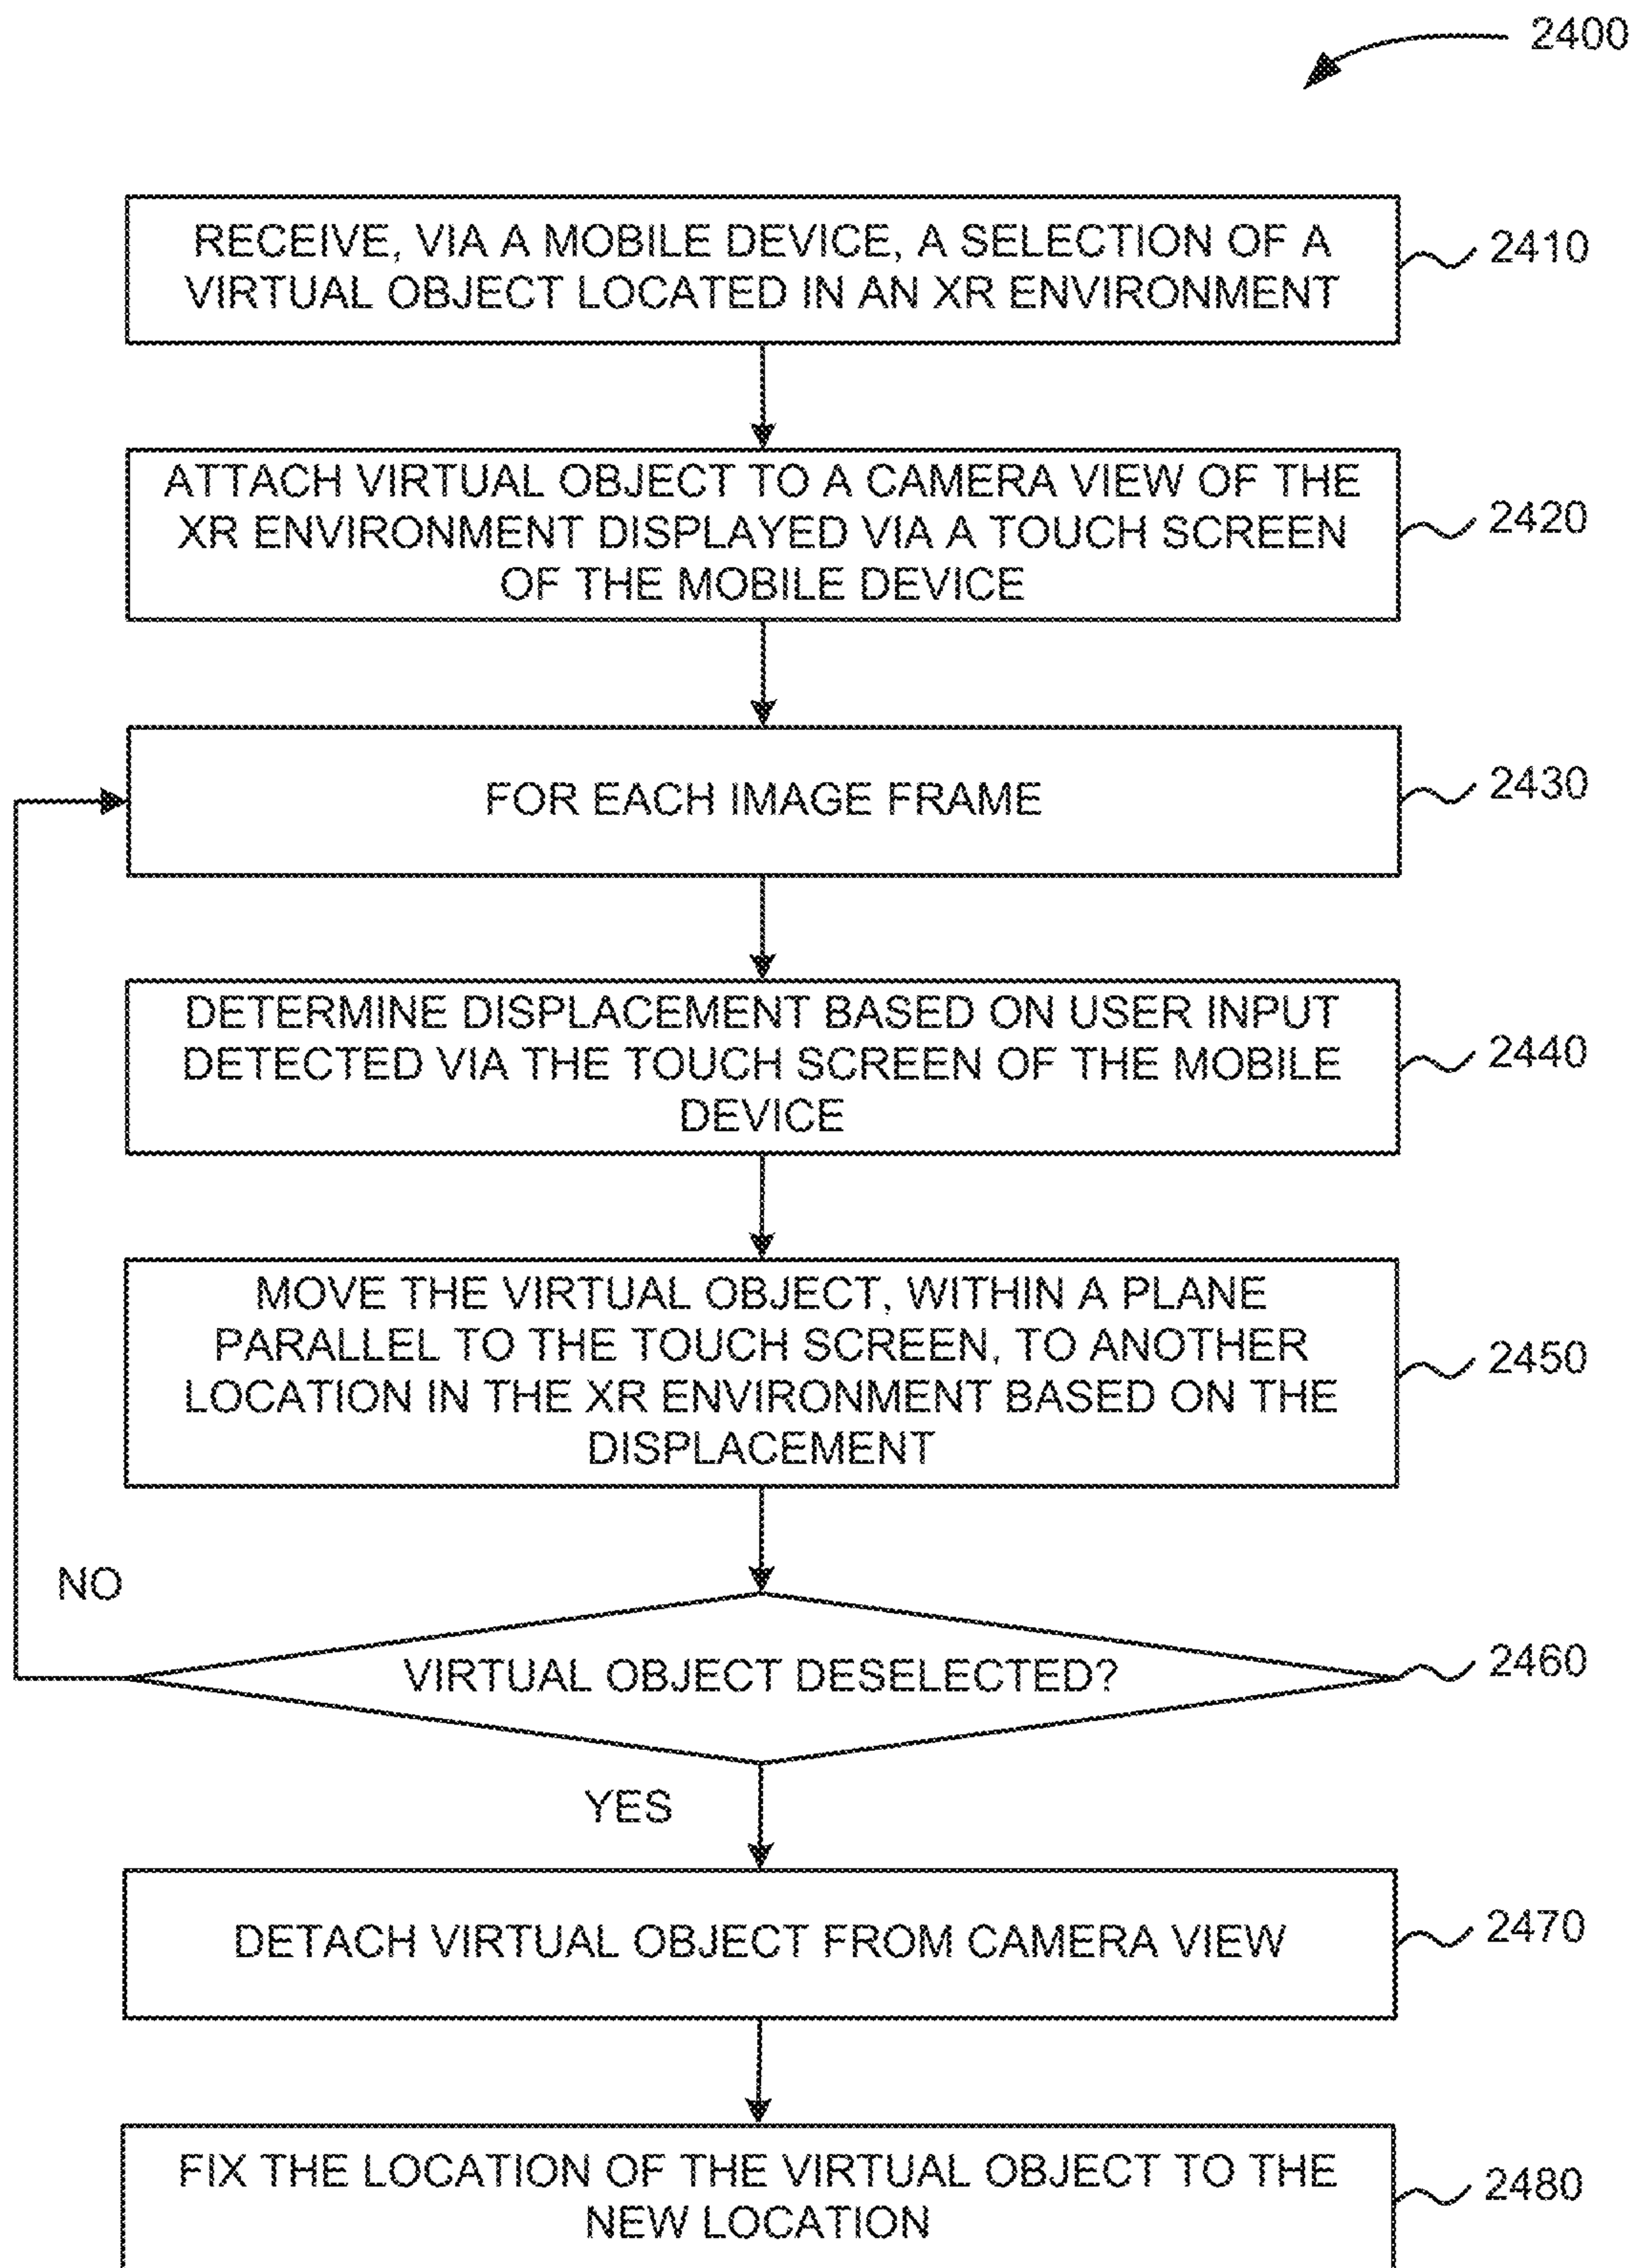 2400
RECEIVE, VIA A MOBILE DEVICE, A SELECTION OF A
VIRTUAL OBJECT LOCATED IN AN XR ENVIRONMENT
2410
ATTACH VIRTUAL OBJECT TO A CAMERA VIEW OF THE
XR ENVIRONMENT DISPLAYED VIA A TOUCH SCREEN
OF THE MOBILE DEVICE
2420
FOR EACH IMAGE FRAME
2430
DETERMINE DISPLACEMENT BASED ON USER INPUT
DETECTED VIA THE TOUCH SCREEN OF THE MOBILE
DEVICE
2440
MOVE THE VIRTUAL OBJECT, WITHIN A PLANE
PARALLEL TO THE TOUCH SCREEN, TO ANOTHER
LOCATION IN THE XR ENVIRONMENT BASED ON THE
DISPLACEMENT
2450
NO
VIRTUAL OBJECT DESELECTED?
2460
YES
DETACH VIRTUAL OBJECT FROM CAMERA VIEW
2470
FIX THE LOCATION OF THE VIRTUAL OBJECT TO THE
NEW LOCATION
2480